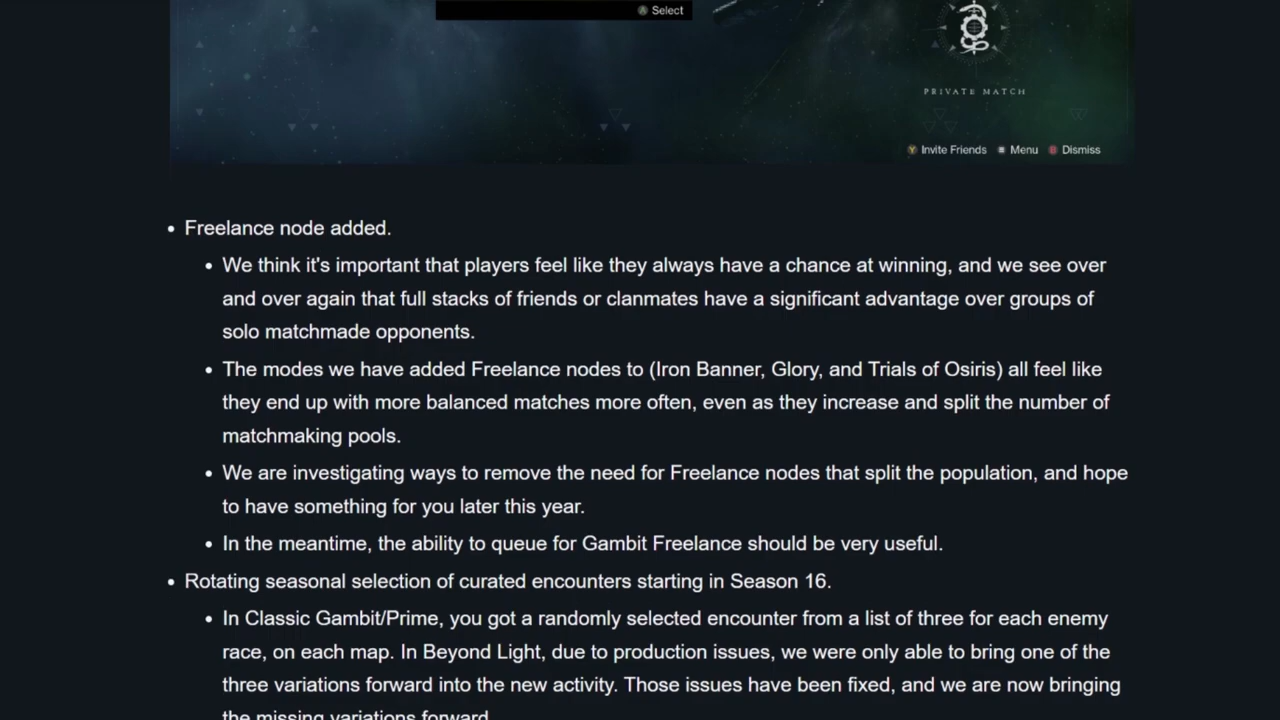 Select
PRIVATE MATCH
Invite Friends Menu Dismiss
• Freelance node added.
• We think it's important that players feel like they always have a chance at winning, and we see over
and over again that full stacks of friends or clanmates have a significant advantage over groups of
solo matchmade opponents.
• The modes we have added Freelance nodes to (Iron Banner, Glory, and Trials of Osiris) all feel like
they end up with more balanced matches more often, even as they increase and split the number of
matchmaking pools.
• We are investigating ways to remove the need for Freelance nodes that split the population, and hope
to have something for you later this year.
• In the meantime, the ability to queue for Gambit Freelance should be very useful.
• Rotating seasonal selection of curated encounters starting in Season 16.
• In Classic Gambit/Prime, you got a randomly selected encounter from a list of three for each enemy
race, on each map. In Beyond Light, due to production issues, we were only able to bring one of the
three variations forward into the new activity. Those issues have been fixed, and we are now bringing
the missing variations forward.